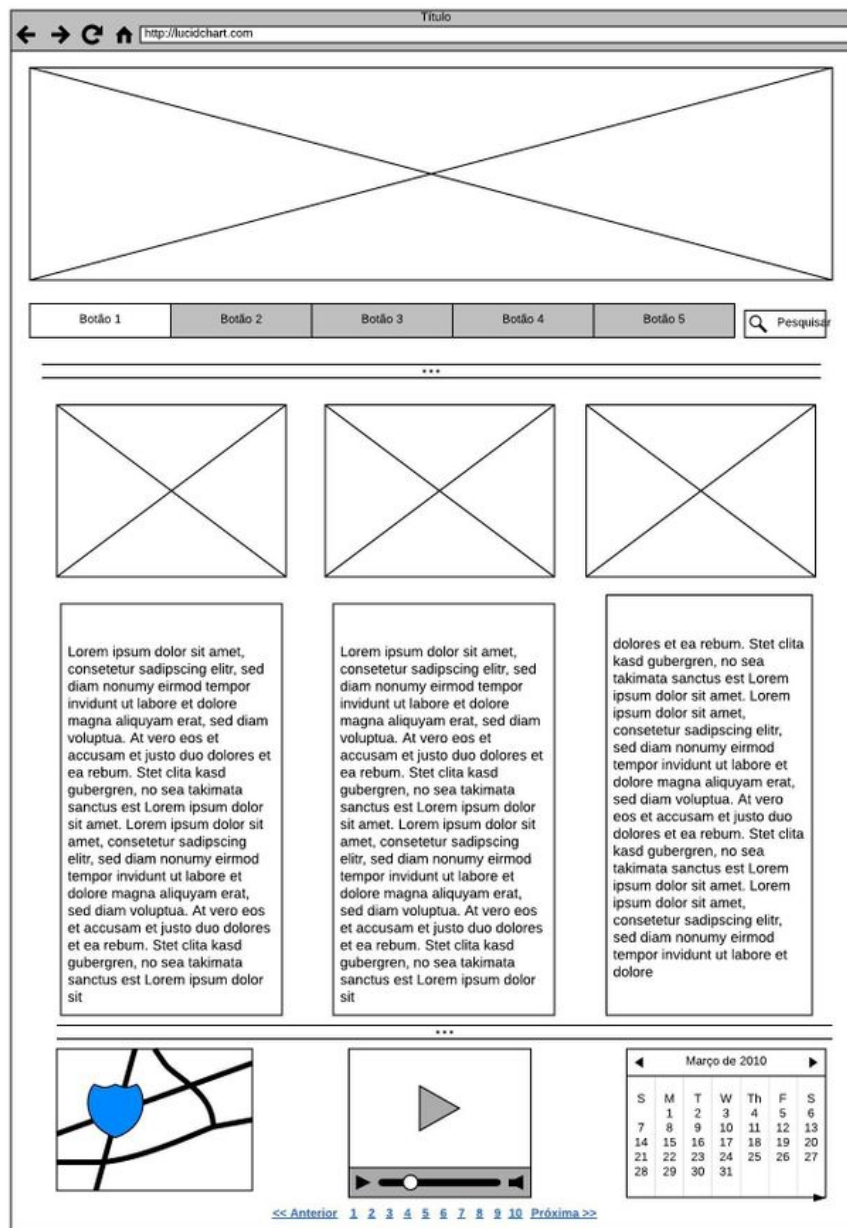 Título
http://lucidchart.com
Botão 1 Botão 2 Botão 3 Botão 4 Botão 5 Pesquisar
Lorem ipsum dolor sit amet,
consetetur sadipscing elitr, sed
diam nonumy eirmod tempor
invidunt ut labore et dolore
magna aliquyam erat, sed diam
voluptua. At vero eos et
accusam et justo duo dolores et
ea rebum. Stet clita kasd
gubergren, no sea takimata
sanctus est Lorem ipsum dolor
sit amet. Lorem ipsum dolor sit
amet, consetetur sadipscing
elitr, sed diam nonumy eirmod
tempor invidunt ut labore et
dolore magna aliquyam erat,
sed diam voluptua. At vero eos
et accusam et justo duo dolores
et ea rebum. Stet clita kasd
gubergren, no sea takimata
sanctus est Lorem ipsum dolor
sit
Lorem ipsum dolor sit amet,
consetetur sadipscing elitr, sed
diam nonumy eirmod tempor
invidunt ut labore et dolore
magna aliquyam erat, sed diam
voluptua. At vero eos et
accusam et justo duo dolores et
ea rebum. Stet clita kasd
gubergren, no sea takimata
sanctus est Lorem ipsum dolor
sit amet. Lorem ipsum dolor sit
amet, consetetur sadipscing
elitr, sed diam nonumy eirmod
tempor invidunt ut labore et
dolore magna aliquyam erat,
sed diam voluptua. At vero eos
et accusam et justo duo dolores
et ea rebum. Stet clita kasd
gubergren, no sea takimata
sanctus est Lorem ipsum dolor
sit
dolores et ea rebum. Stet clita
kasd gubergren, no sea
takimata sanctus est Lorem
ipsum dolor sit amet. Lorem
ipsum dolor sit amet,
consetetur sadipscing elitr,
sed diam nonumy eirmod
tempor invidunt ut labore et
dolore magna aliquyam erat,
sed diam voluptua. At vero
eos et accusam et justo duo
dolores et ea rebum. Stet clita
kasd gubergren, no sea
takimata sanctus est Lorem
ipsum dolor sit amet. Lorem
ipsum dolor sit amet,
consetetur sadipscing elitr,
sed diam nonumy eirmod
tempor invidunt ut labore et
dolore
Março de 2010
S M T W Th F S
1 2 3 4 5 6
7 8 9 10 11 12 13
14 15 16 17 18 19 20
21 22 23 24 25 26 27
28 29 30 31
<< Anterior 1 2 3 4 5 6 7 8 9 10 Próxima >>